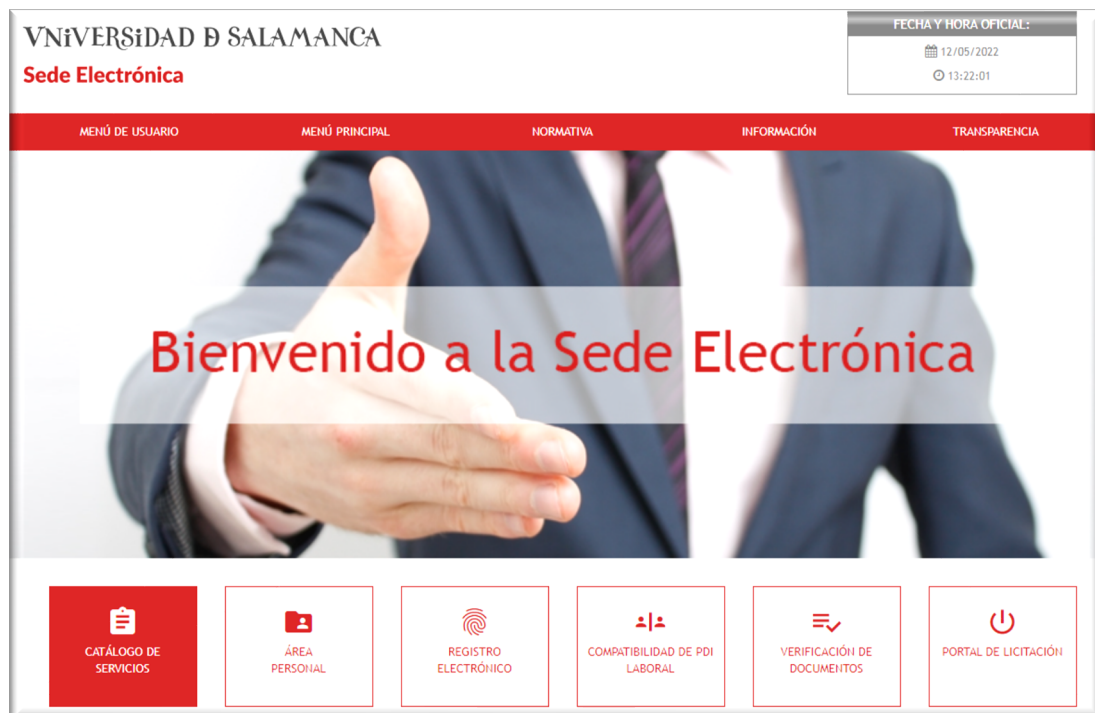 VNiVERSiDAD Ð SALAMANCA
Sede Electrónica
FECHA Y HORA OFICIAL:
12/05/2022
13:22:01
MENÚ DE USUARIO
MENÚ PRINCIPAL
NORMATIVA
INFORMACIÓN
TRANSPARENCIA
Bienvenido a la Sede Electrónica
CATÁLOGO DE
SERVICIOS
ÁREA
PERSONAL
REGISTRO
ELECTRÓNICO
COMPATIBILIDAD DE PDI
LABORAL
VERIFICACIÓN DE
DOCUMENTOS
PORTAL DE LICITACIÓN